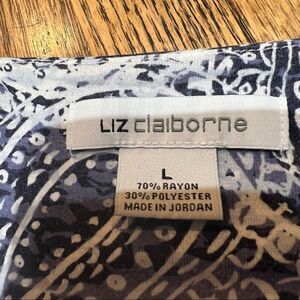 LIZ claiborne
L
70% RAYON
30% POLYESTER
MADE IN JORDAN